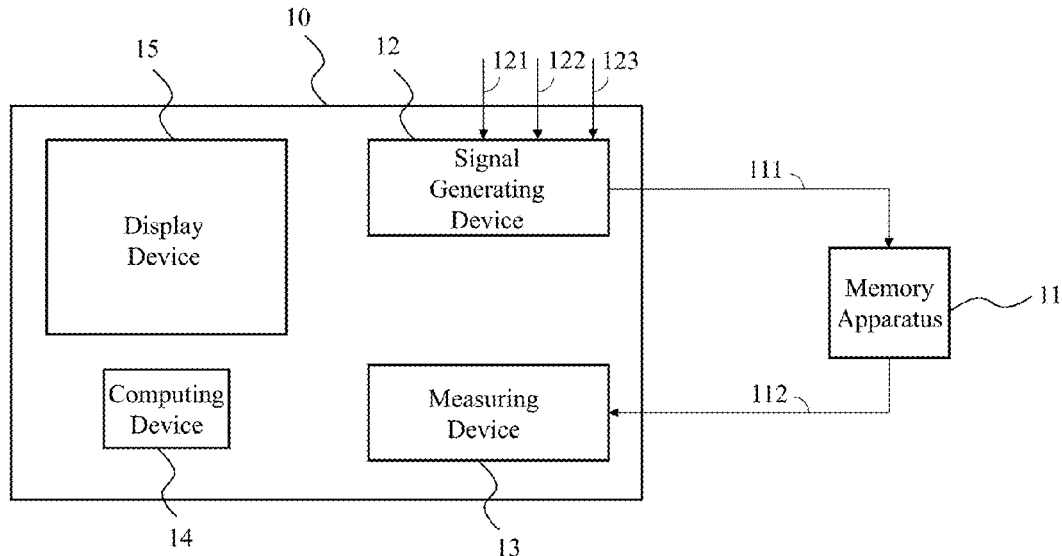 10
15
12
121
122
123
Signal
Generating
Device
111
Display
Device
Memory
Apparatus
11
Computing
Device
Measuring
Device
112
14
13